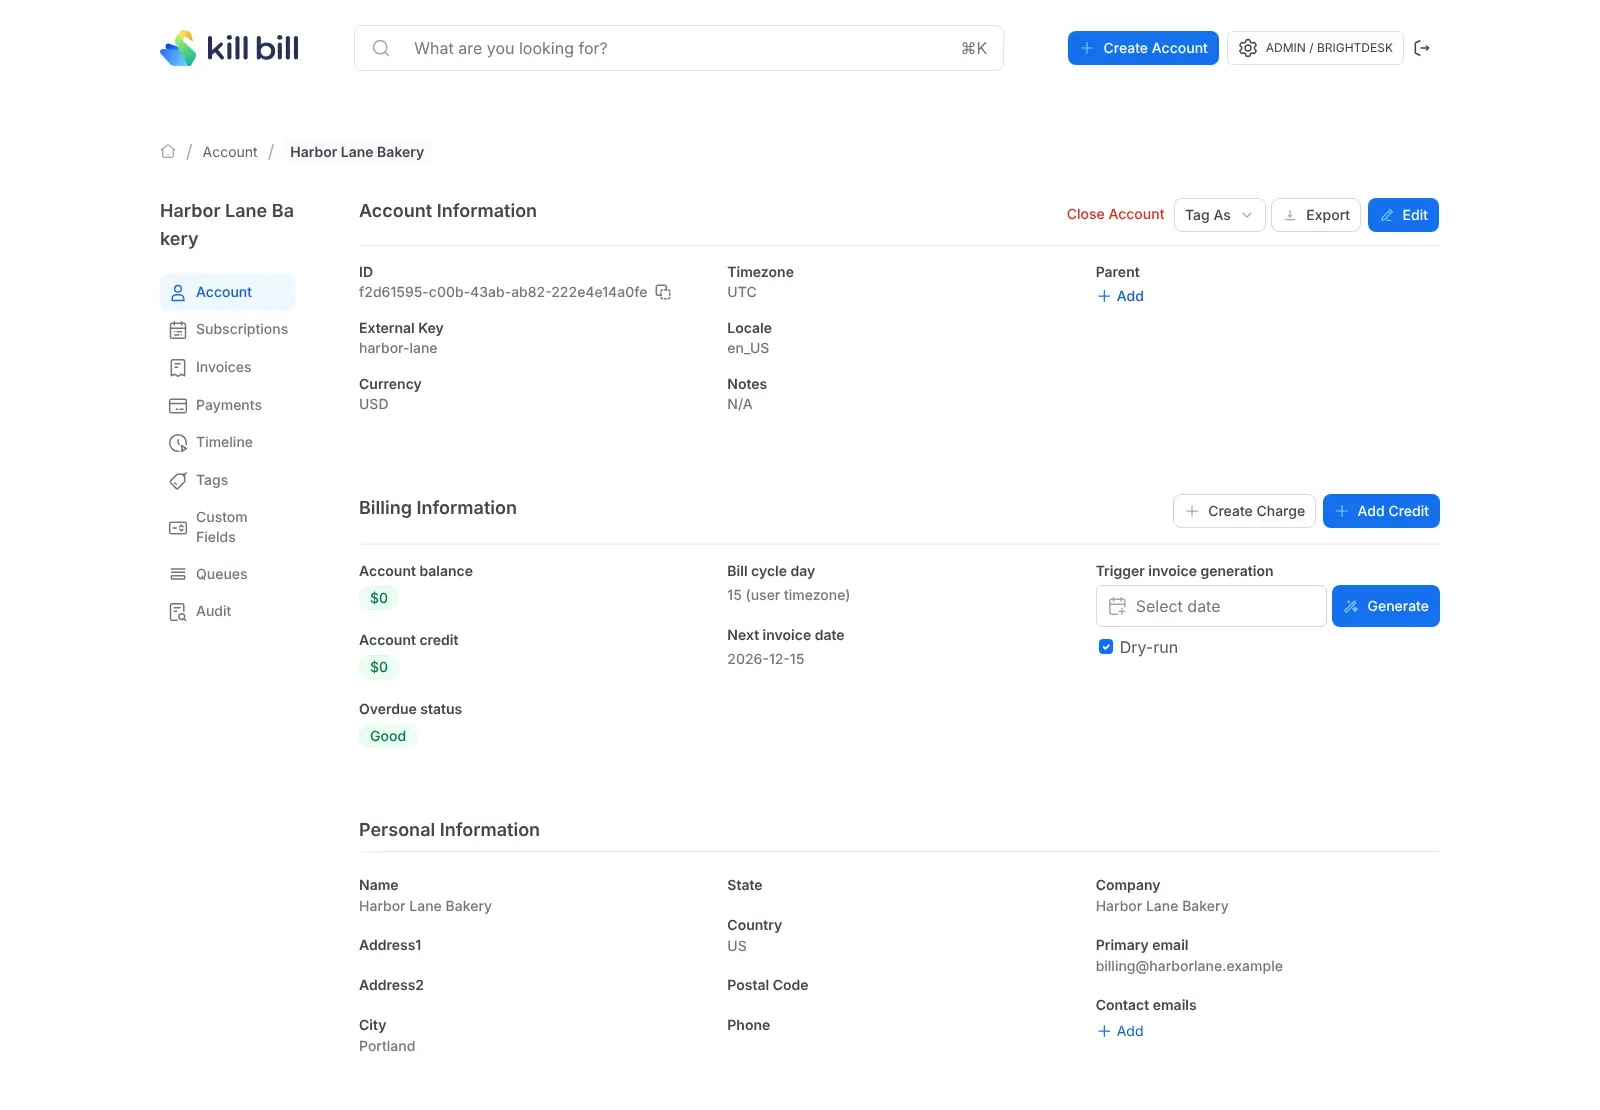 kill bill
What are you looking for?
⌘K
Create Account
ADMIN / BRIGHTDESK
/ Account / Harbor Lane Bakery
Harbor Lane Ba
kery
Account
Subscriptions
Invoices
Payments
Timeline
Tags
Custom
Fields
Queues
Audit
Account Information
Close Account
Tag As
Export
Edit
ID
f2d61595-c00b-43ab-ab82-222e4e14a0fe
External Key
harbor-lane
Currency
USD
Timezone
UTC
Locale
en_US
Notes
N/A
Parent
Add
Billing Information
Create Charge
Add Credit
Account balance
$0
Account credit
$0
Overdue status
Good
Bill cycle day
15 (user timezone)
Next invoice date
2026-12-15
Trigger invoice generation
Select date
Generate
Dry-run
Personal Information
Name
Harbor Lane Bakery
Address1
Address2
City
Portland
State
Country
US
Postal Code
Phone
Company
Harbor Lane Bakery
Primary email
billing@harborlane.example
Contact emails
Add